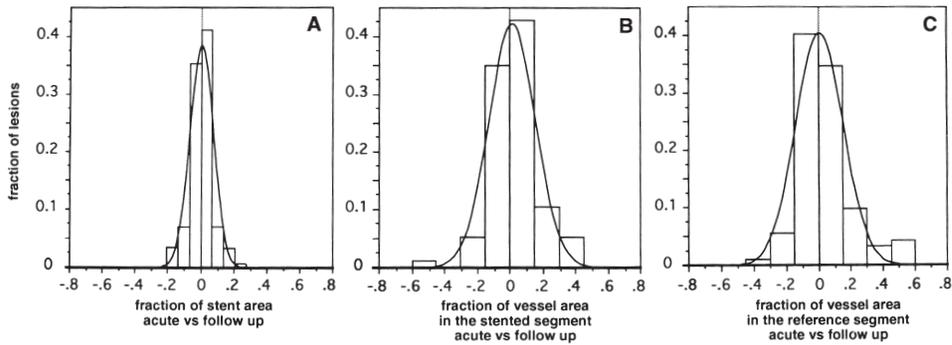 A
B
C
fraction of lesions
0.4
0.3
0.2
0.1
0
-.8 -.6 -.4 -.2 0 .2 .4 .6 .8
fraction of stent area
acute vs follow up
0.4
0.3
0.2
0.1
0
-.8 -.6 -.4 -.2 0 .2 .4 .6 .8
fraction of vessel area
in the stented segment
acute vs follow up
0.4
0.3
0.2
0.1
0
-.8 -.6 -.4 -.2 0 .2 .4 .6 .8
fraction of vessel area
in the reference segment
acute vs follow up